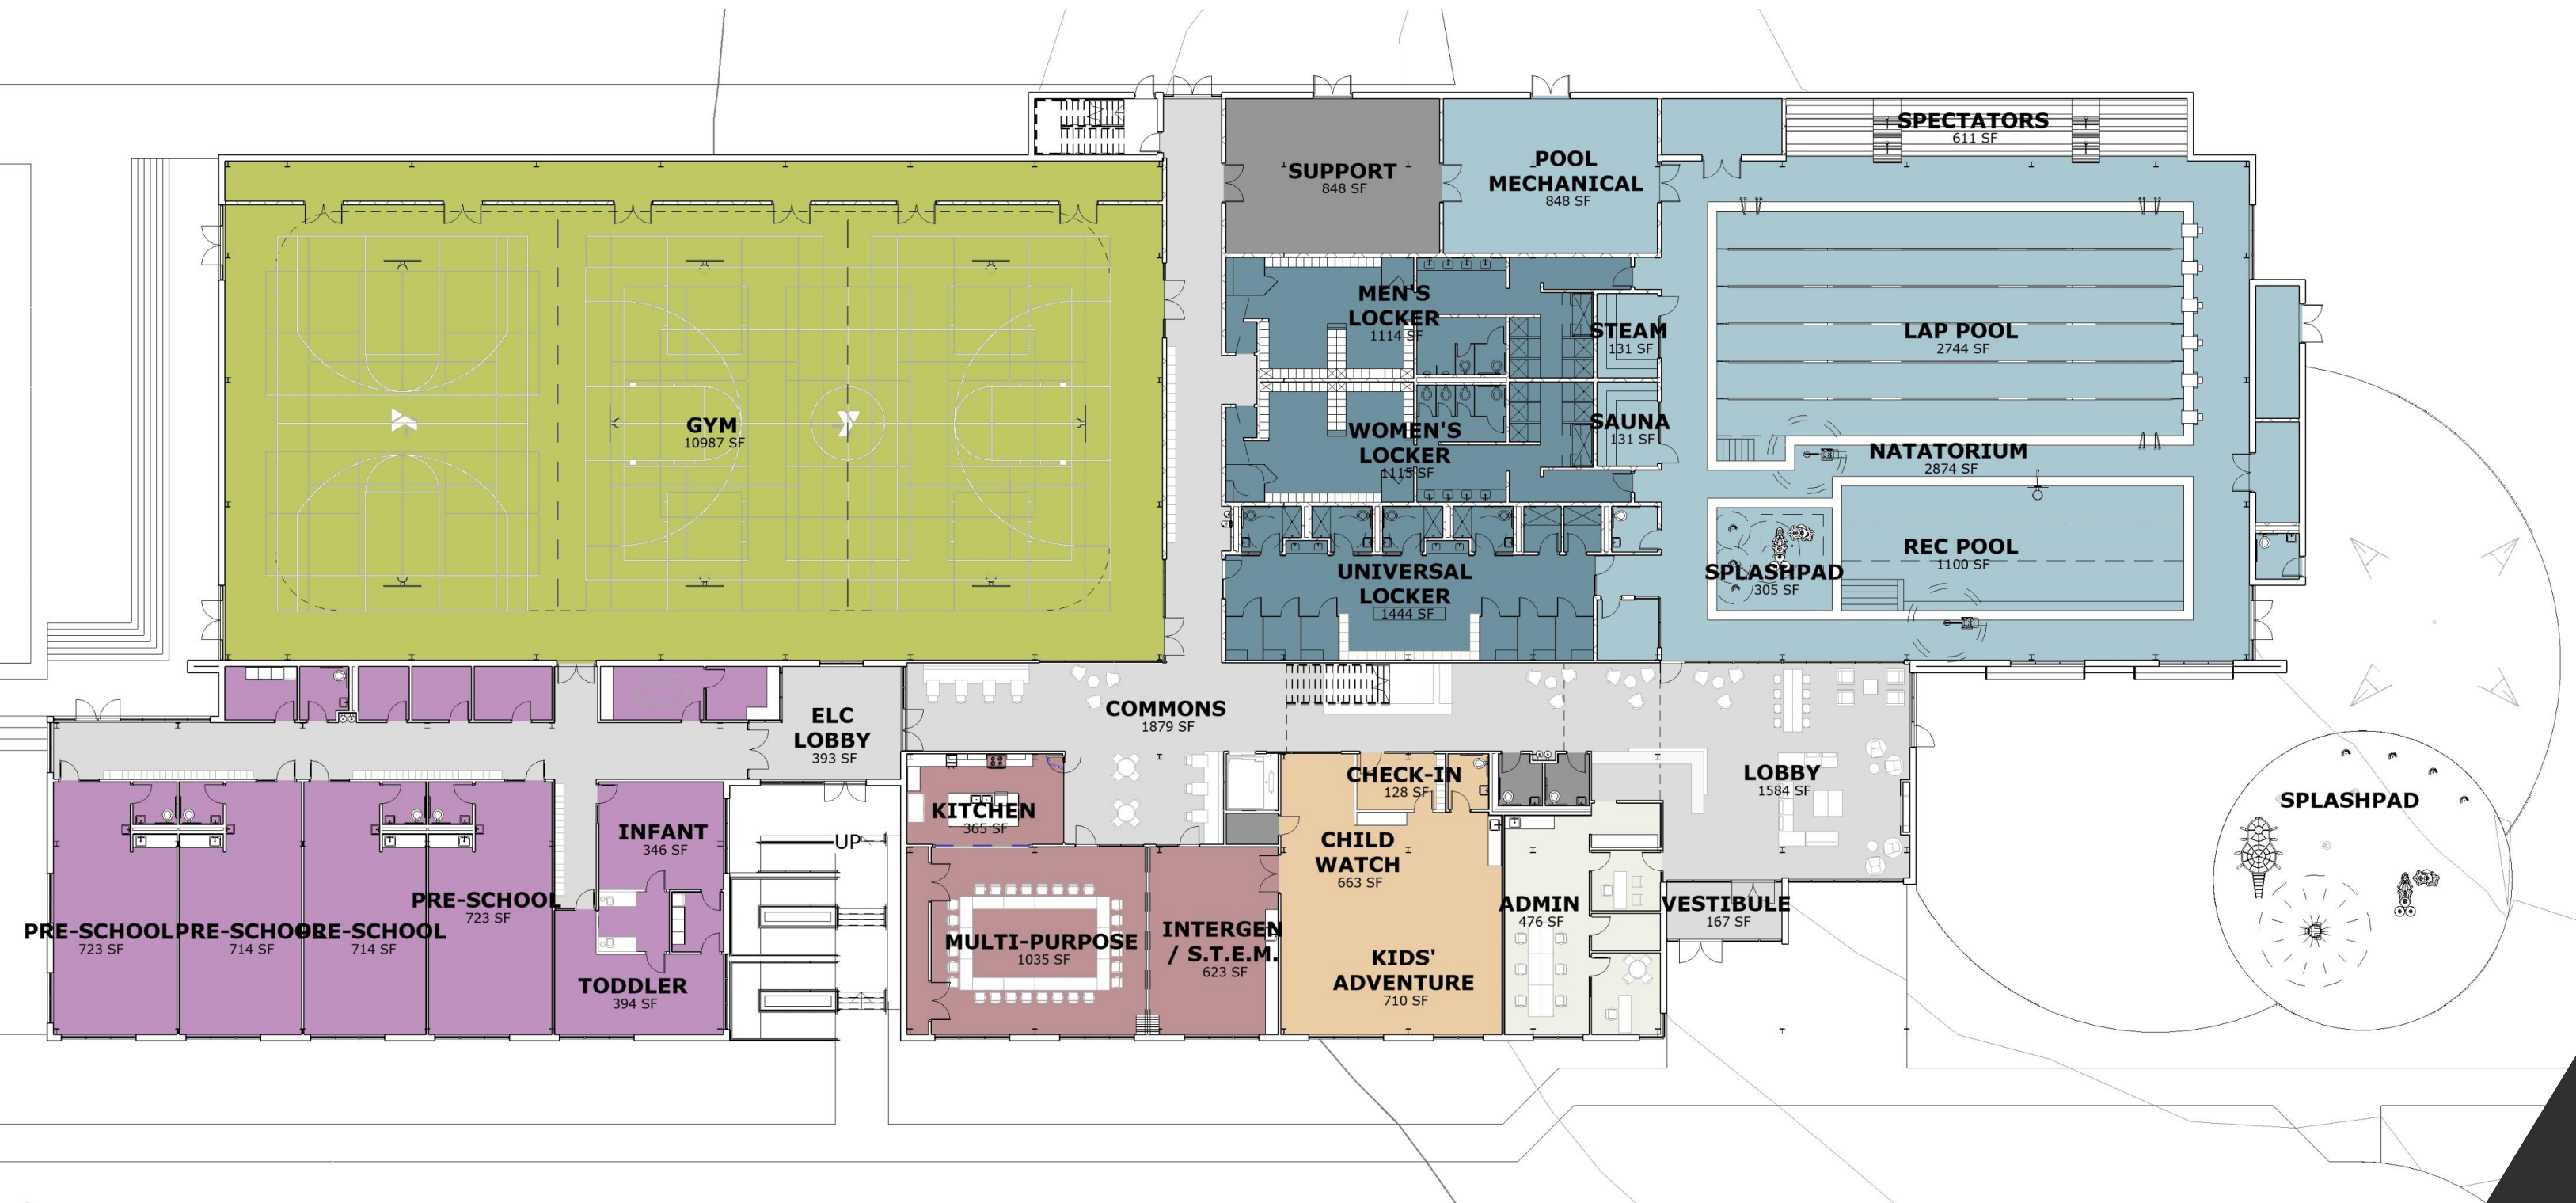 SPECTATORS
611 SF
SUPPORT
848 SF
POOL
MECHANICAL
848 SF
MEN'S
LOCKER
1114 SF
STEAM
131 SF
LAP POOL
2744 SF
GYM
10987 SF
WOMEN'S
LOCKER
1115 SF
SAUNA
131 SF
NATATORIUM
2874 SF
UNIVERSAL
LOCKER
1444 SF
SPLASHPAD
305 SF
REC POOL
1100 SF
ELC
LOBBY
393 SF
COMMONS
1879 SF
CHECK-IN
128 SF
LOBBY
1584 SF
SPLASHPAD
KITCHEN
365 SF
INFANT
346 SF
UP
CHILD
WATCH
663 SF
PRE-SCHOOL
723 SF
PRE-SCHOOL
714 SF
PRE-SCHOOL
714 SF
PRE-SCHOOL
723 SF
TODDLER
394 SF
MULTI-PURPOSE
1035 SF
INTERGEN
/ S.T.E.M.
623 SF
KIDS'
ADVENTURE
710 SF
ADMIN
476 SF
VESTIBULE
167 SF